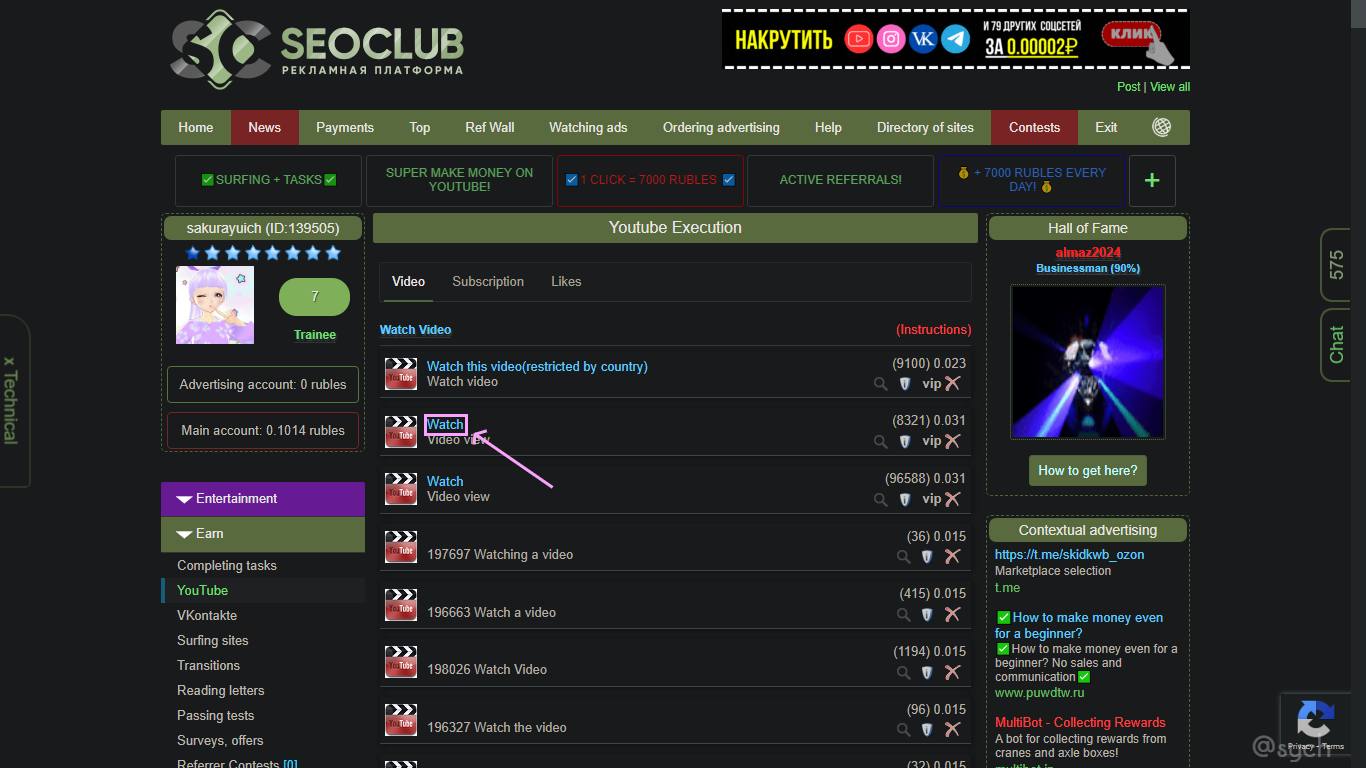 SEOCLUB
РЕКЛАМНАЯ ПЛАТФОРМА
НАКРУТИТЬ
И 79 ДРУГИХ СОЦСЕТЕЙ
ЗА 0.00002₽
КЛИК
Post | View all
Home News Payments Top Ref Wall Watching ads Ordering advertising Help Directory of sites Contests Exit
✅SURFING + TASKS✅
SUPER MAKE MONEY ON
YOUTUBE!
☑ 1 CLICK = 7000 RUBLES ☑
ACTIVE REFERRALS!
💰 + 7000 RUBLES EVERY
DAY! 💰
+
sakurayuich (ID:139505)
7
Trainee
Advertising account: 0 rubles
Main account: 0.1014 rubles
Entertainment
Earn
Completing tasks
YouTube
VKontakte
Surfing sites
Transitions
Reading letters
Passing tests
Surveys, offers
Referrer Contests [0]
x Technical
Youtube Execution
Video Subscription Likes
Watch Video (Instructions)
Watch this video(restricted by country) (9100) 0.023
Watch video vip
Watch (8321) 0.031
Video view vip
Watch (96588) 0.031
Video view vip
(36) 0.015
197697 Watching a video
(415) 0.015
196663 Watch a video
(1194) 0.015
198026 Watch Video
(96) 0.015
196327 Watch the video
(32) 0.015
Hall of Fame
almaz2024
Businessman (90%)
How to get here?
Contextual advertising
https://t.me/skidkwb_ozon
Marketplace selection
t.me
✅How to make money even
for a beginner?
✅How to make money even for a
beginner? No sales and
communication✅
www.puwdtw.ru
MultiBot - Collecting Rewards
A bot for collecting rewards from
cranes and axle boxes!
575
Chat
Privacy - Terms